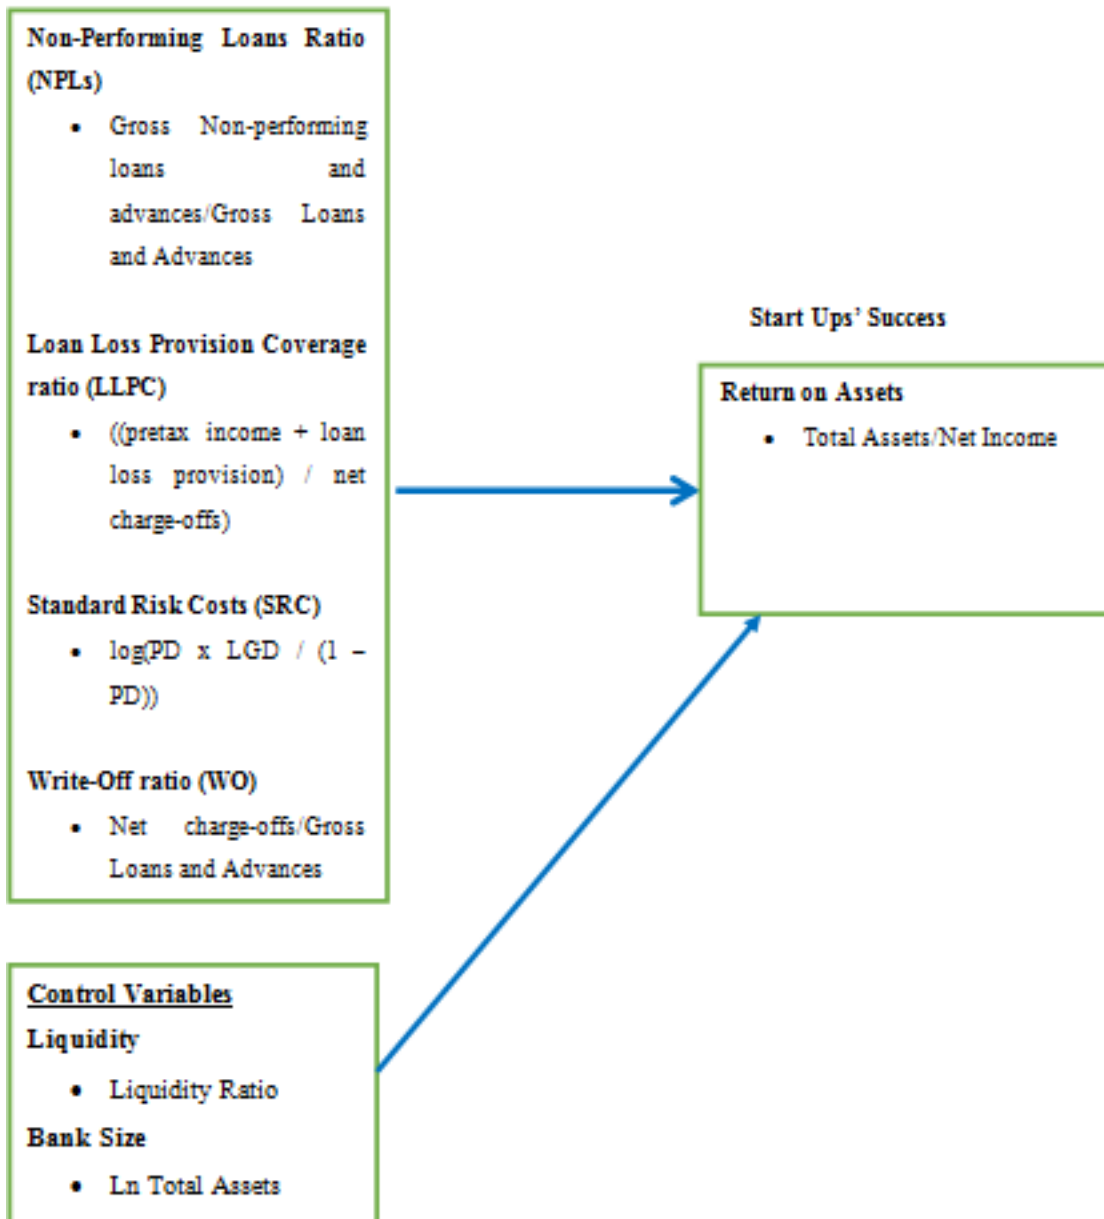 Non-Performing Loans Ratio
(NPLs)
• Gross Non-performing
loans and
advances/Gross Loans
and Advances
Loan Loss Provision Coverage
ratio (LLPC)
• ((pretax income + loan
loss provision) / net
charge-offs)
Standard Risk Costs (SRC)
• log(PD x LGD / (1 –
PD))
Write-Off ratio (WO)
• Net charge-offs/Gross
Loans and Advances
Start Ups’ Success
Return on Assets
• Total Assets/Net Income
Control Variables
Liquidity
• Liquidity Ratio
Bank Size
• Ln Total Assets